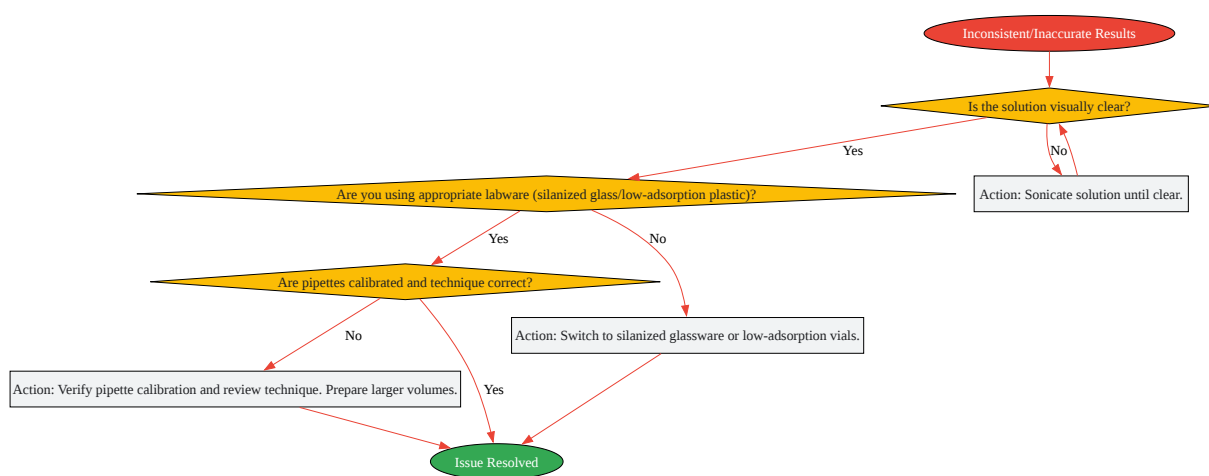 Inconsistent/Inaccurate Results
Is the solution visually clear?
Yes
No
Are you using appropriate labware (silanized glass/low-adsorption plastic)?
Action: Sonicate solution until clear.
Yes
No
Are pipettes calibrated and technique correct?
No
Action: Switch to silanized glassware or low-adsorption vials.
Action: Verify pipette calibration and review technique. Prepare larger volumes.
Yes
Issue Resolved